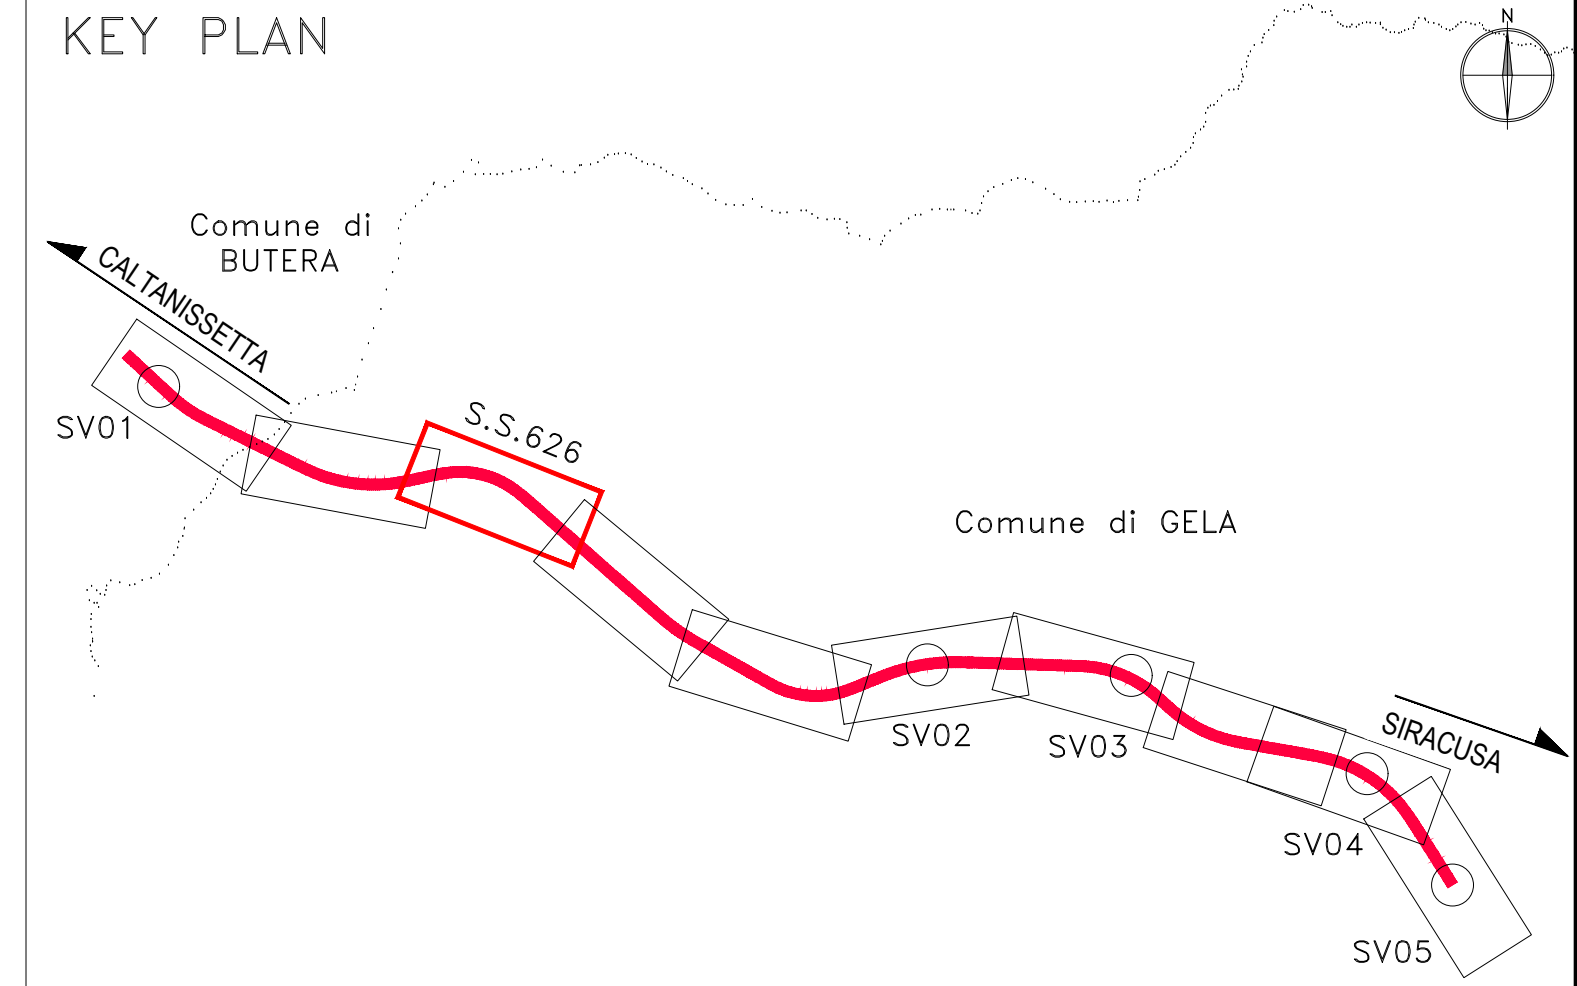 KEY PLAN
N
Comune di
BUTERA
CALTANISSETTA
SV01
S.S.626
Comune di GELA
SV02
SV03
SIRACUSA
SV04
SV05